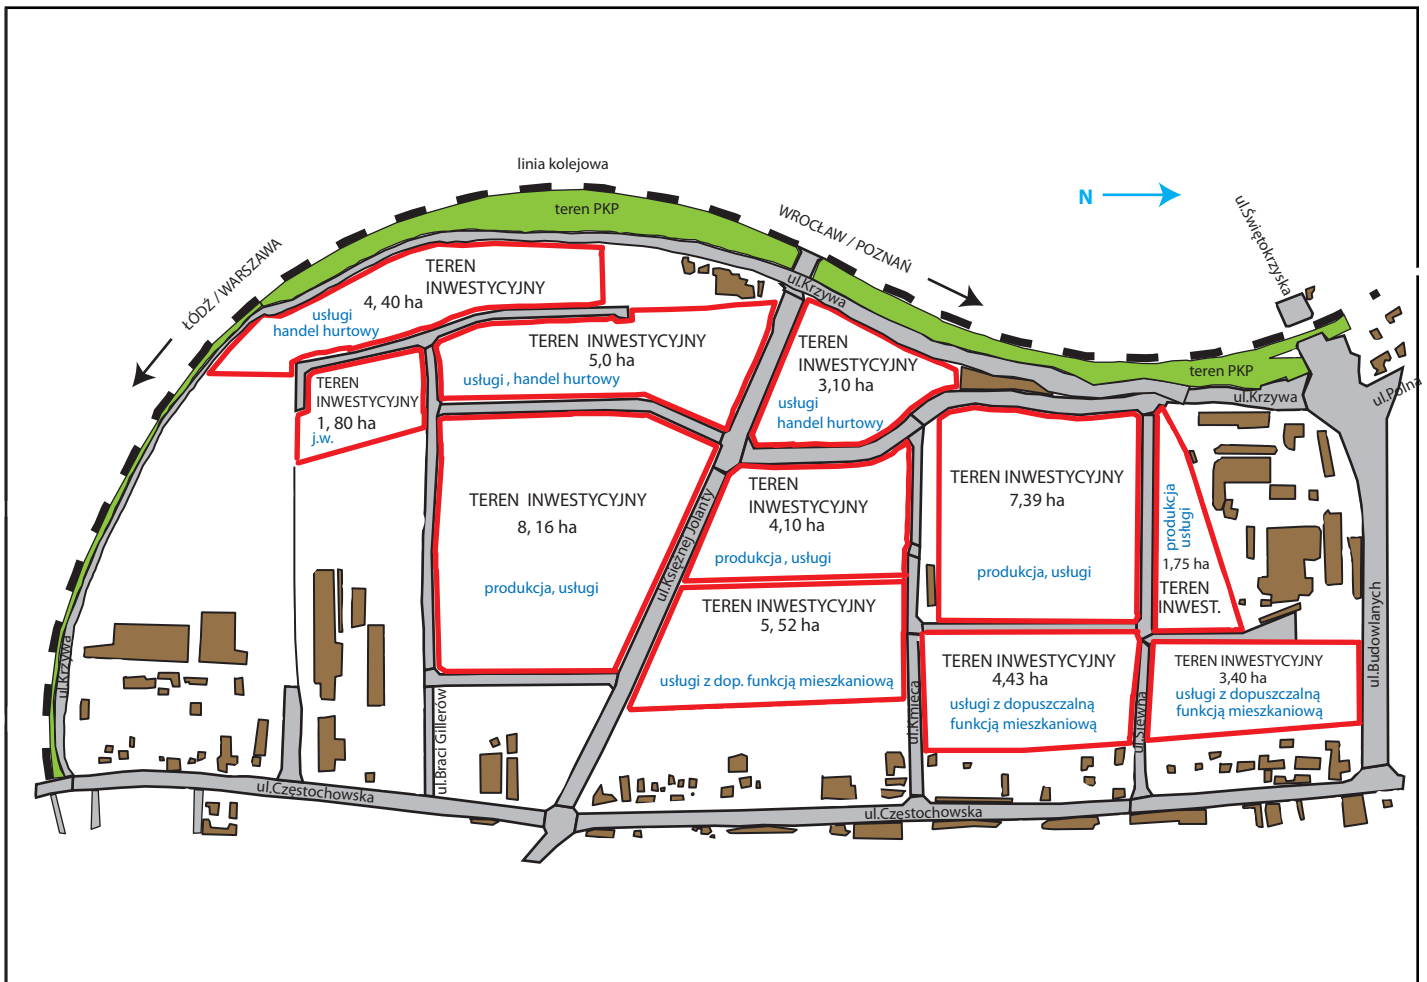 linia kolejowa
teren PKP
N
ul.Świętokrzyska
WROCŁAW / POZNAŃ
ŁÓDŹ / WARSZAWA
TEREN
INWESTYCYJNY
4, 40 ha
usługi
handel hurtowy
ul.Krzywa
TEREN INWESTYCYJNY
5,0 ha
usługi , handel hurtowy
TEREN
INWESTYCYJNY
3,10 ha
usługi
handel hurtowy
teren PKP
ul.Krzywa
ul.Polna
TEREN
INWESTYCYJNY
1, 80 ha
j.w.
TEREN INWESTYCYJNY
8, 16 ha
produkcja, usługi
ul.Księżnej Jolanty
TEREN
INWESTYCYJNY
4,10 ha
produkcja , usługi
TEREN INWESTYCYJNY
7,39 ha
produkcja, usługi
produkcja
usługi
1,75 ha
TEREN
INWEST.
TEREN INWESTYCYJNY
5, 52 ha
usługi z dop. funkcją mieszkaniową
TEREN INWESTYCYJNY
4,43 ha
usługi z dopuszczalną
funkcją mieszkaniową
TEREN INWESTYCYJNY
3,40 ha
usługi z dopuszczalną
funkcją mieszkaniową
ul.Budowlanych
ul.Krzywa
ul.Braci Gillerów
ul.Kmieca
ul.Siewna
ul.Częstochowska
ul.Częstochowska